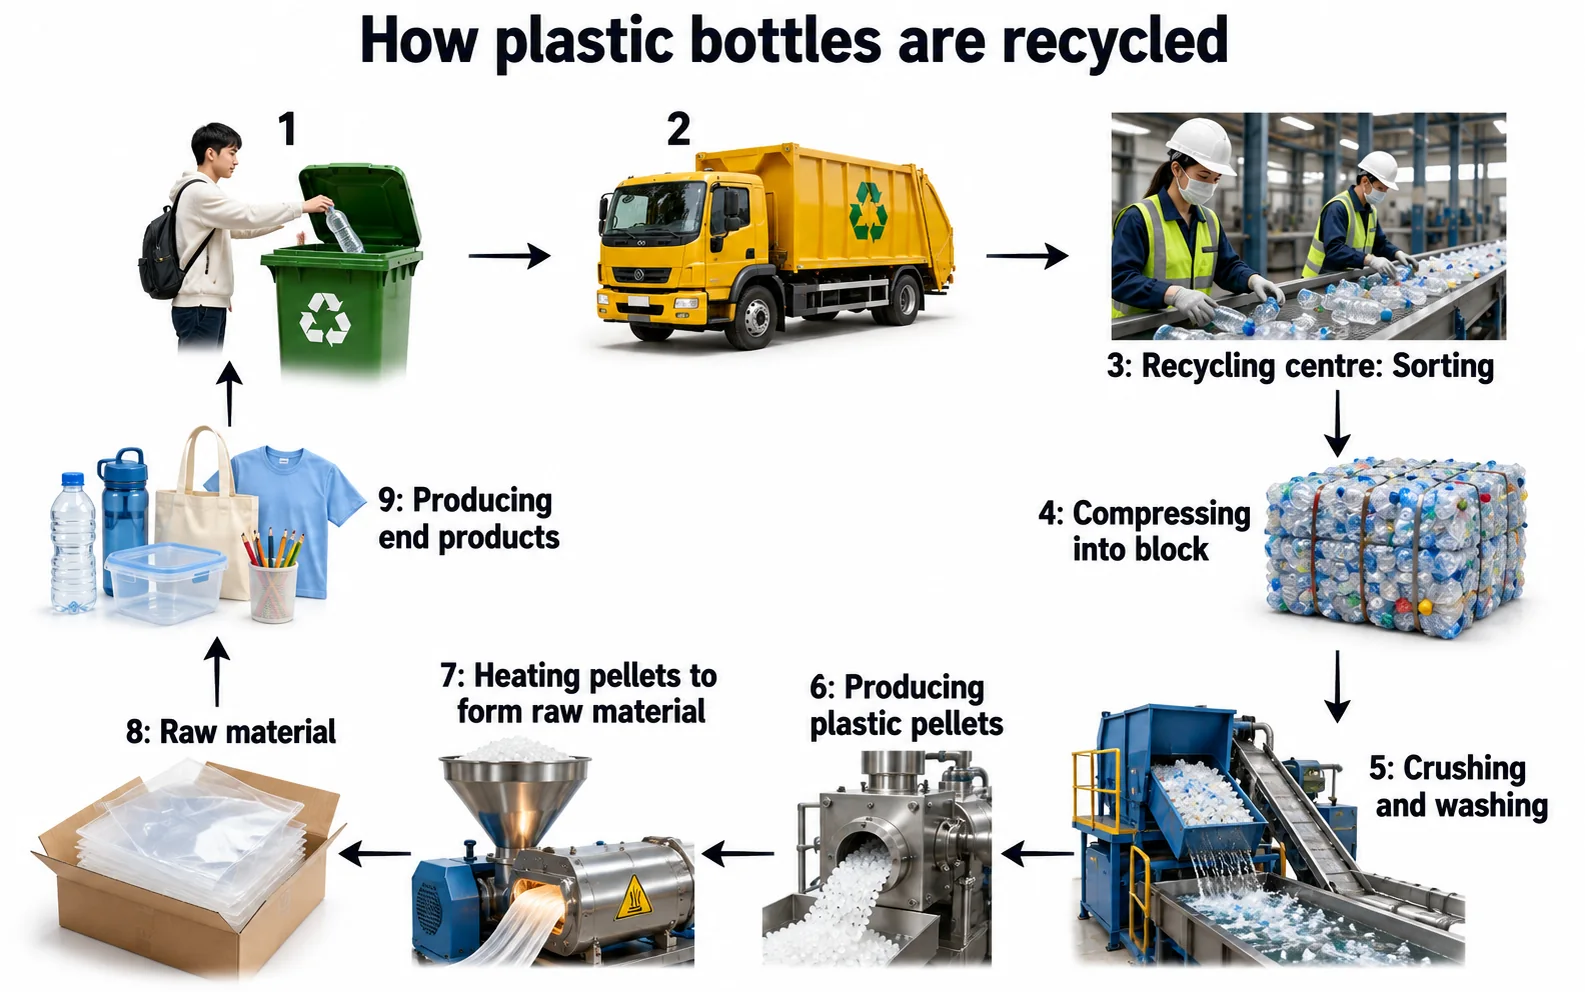 How plastic bottles are recycled
1
2
3: Recycling centre: Sorting
4: Compressing
into block
5: Crushing
and washing
6: Producing
plastic pellets
7: Heating pellets to
form raw material
8: Raw material
9: Producing
end products